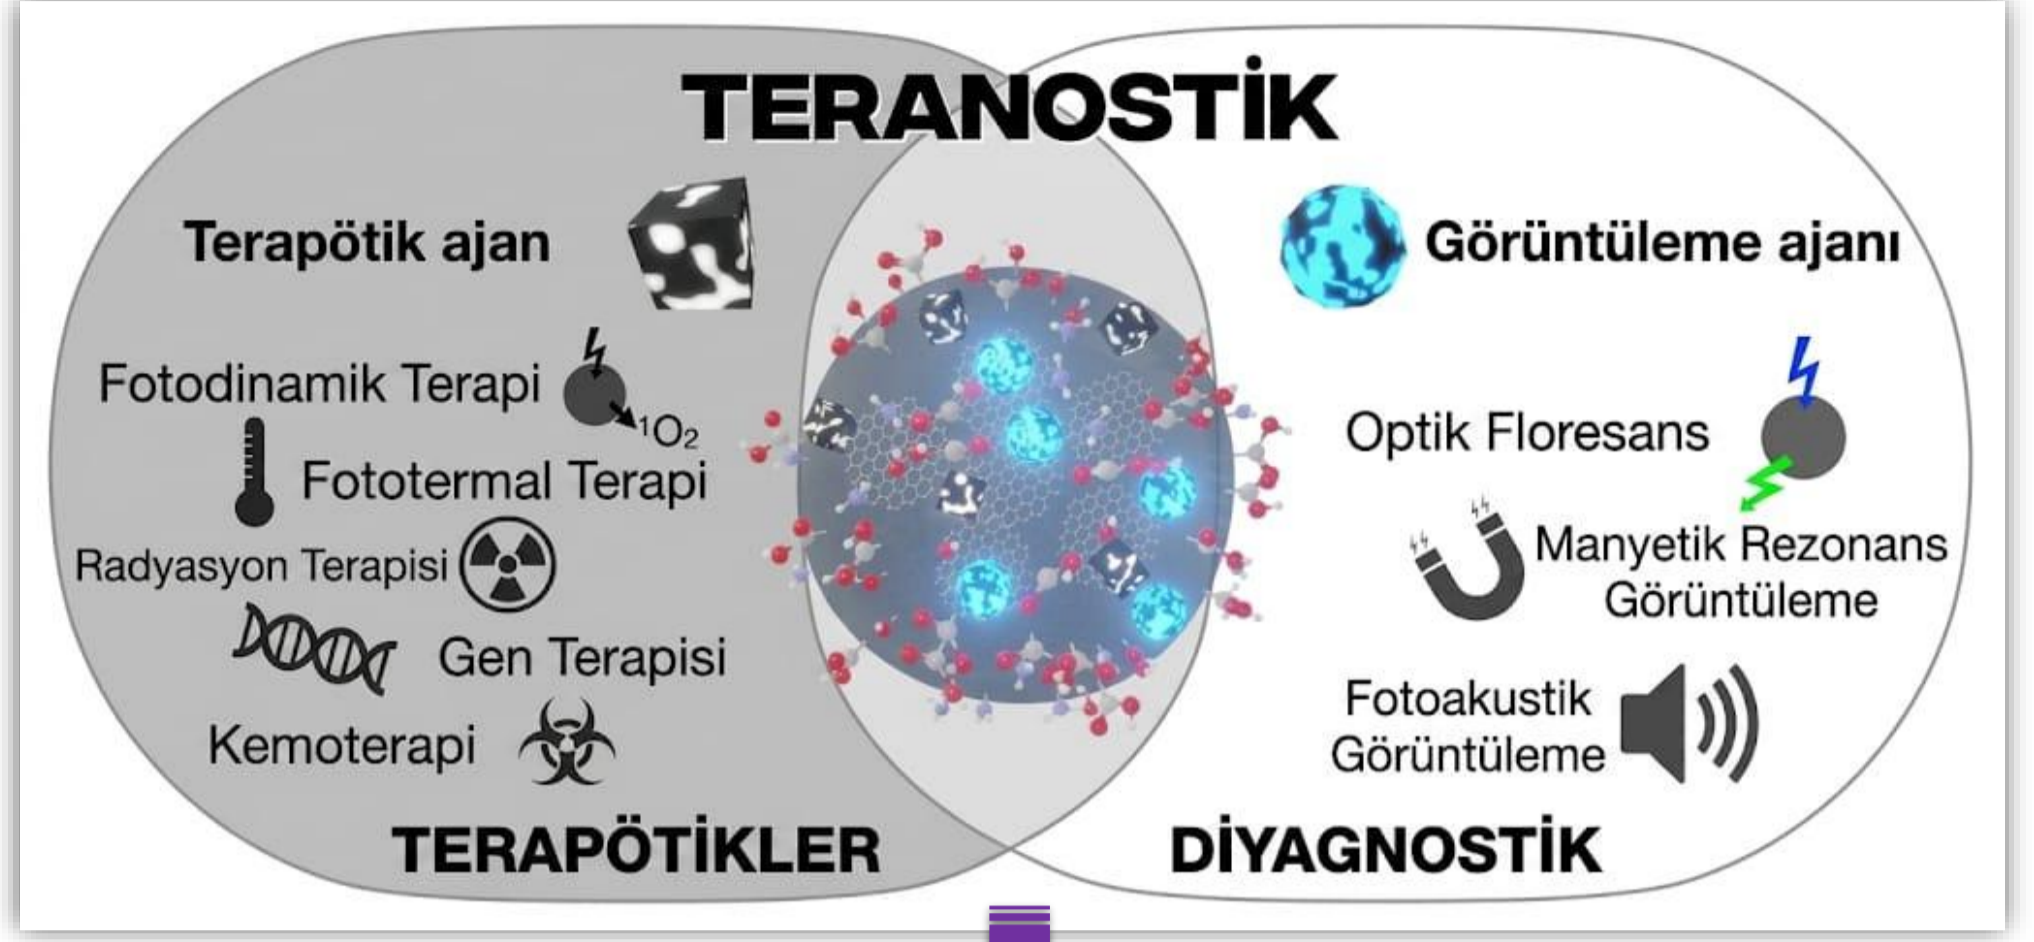 TERANOSTİK
Terapötik ajan
Fotodinamik Terapi
¹O₂
Fototermal Terapi
Radyasyon Terapisi
Gen Terapisi
Kemoterapi
TERAPÖTİKLER
Görüntüleme ajanı
Optik Floresans
Manyetik Rezonans
Görüntüleme
Fotoakustik
Görüntüleme
DİYAGNOSTİK